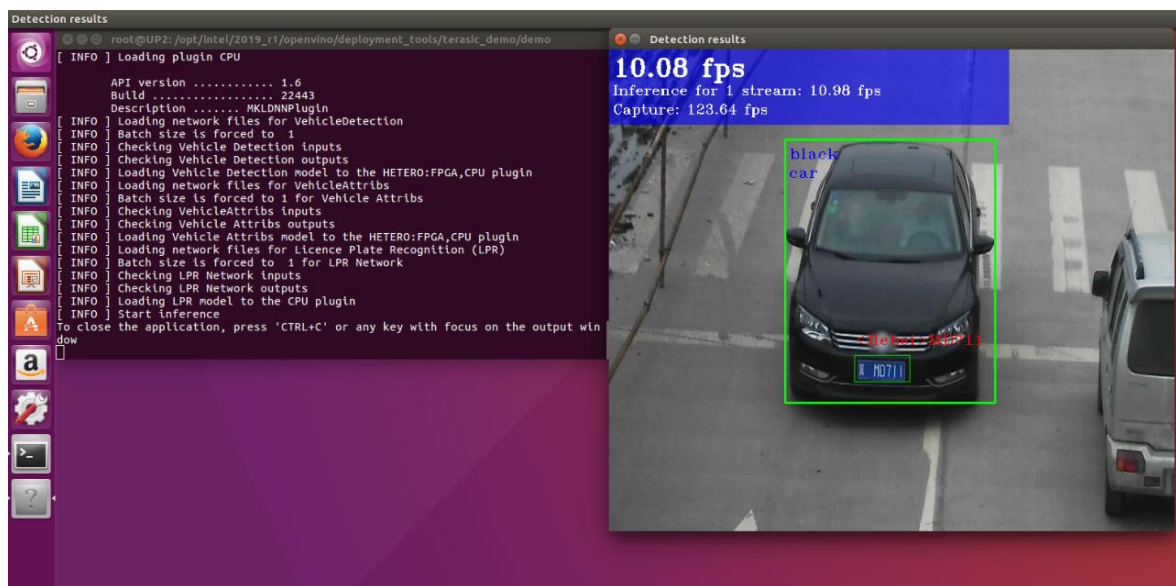 Detection results
root@UP2: /opt/intel/2019_r1/openvino/deployment_tools/terasic_demo/demo
[ INFO ] Loading plugin CPU
API version ............ 1.6
Build .................. 22443
Description ....... MKLDNNPlugin
[ INFO ] Loading network files for VehicleDetection
[ INFO ] Batch size is forced to 1
[ INFO ] Checking Vehicle Detection inputs
[ INFO ] Checking Vehicle Detection outputs
[ INFO ] Loading Vehicle Detection model to the HETERO:FPGA,CPU plugin
[ INFO ] Loading network files for VehicleAttribs
[ INFO ] Batch size is forced to 1 for Vehicle Attribs
[ INFO ] Checking VehicleAttribs inputs
[ INFO ] Checking Vehicle Attribs outputs
[ INFO ] Loading Vehicle Attribs model to the HETERO:FPGA,CPU plugin
[ INFO ] Loading network files for Licence Plate Recognition (LPR)
[ INFO ] Batch size is forced to 1 for LPR Network
[ INFO ] Checking LPR Network inputs
[ INFO ] Checking LPR Network outputs
[ INFO ] Loading LPR model to the CPU plugin
[ INFO ] Start inference
To close the application, press 'CTRL+C' or any key with focus on the output win
dow
Detection results
10.08 fps
Inference for 1 stream: 10.98 fps
Capture: 123.64 fps
black
car
<Hebei>MD711
MD711